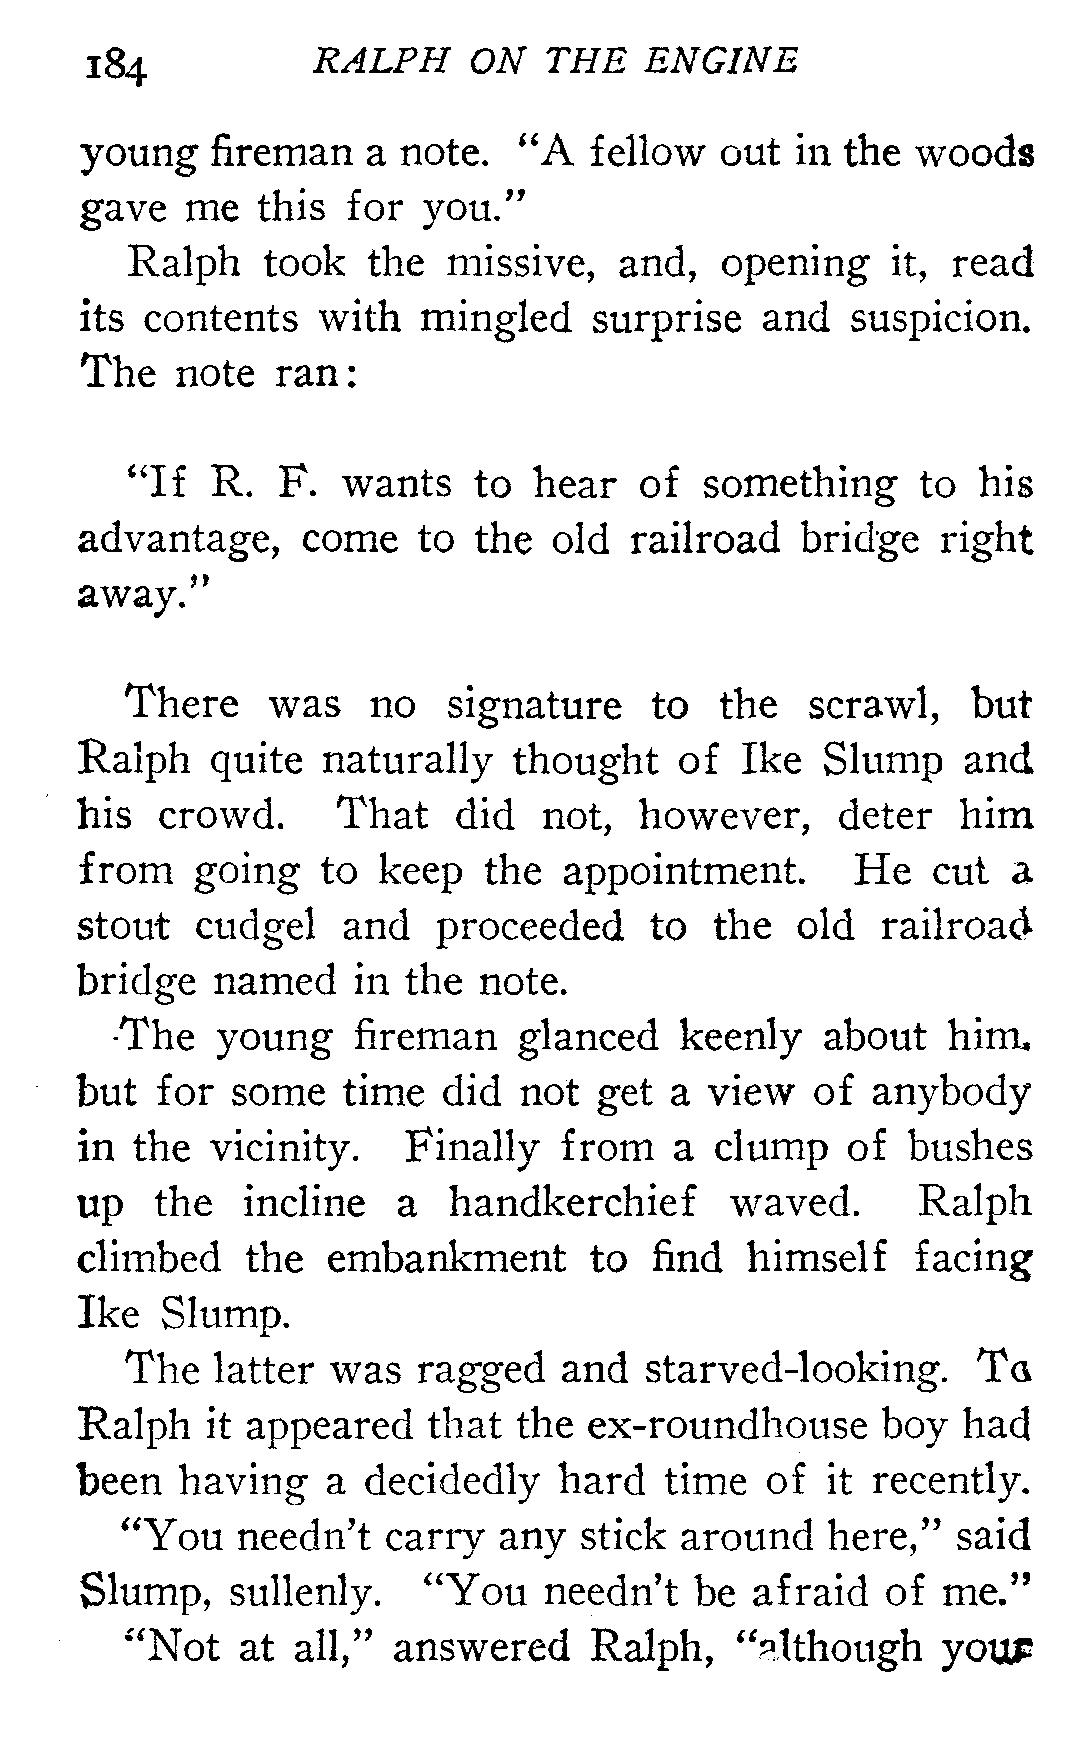 184 RALPH ON THE ENGINE
young fireman a note. "A fellow out in the woods
gave me this for you."
Ralph took the missive, and, opening it, read
its contents with mingled surprise and suspicion.
The note ran:
"If R. F. wants to hear of something to his
advantage, come to the old railroad bridge right
away."
There was no signature to the scrawl, but
Ralph quite naturally thought of Ike Slump and
his crowd. That did not, however, deter him
from going to keep the appointment. He cut a
stout cudgel and proceeded to the old railroad
bridge named in the note.
The young fireman glanced keenly about him,
but for some time did not get a view of anybody
in the vicinity. Finally from a clump of bushes
up the incline a handkerchief waved. Ralph
climbed the embankment to find himself facing
Ike Slump.
The latter was ragged and starved-looking. To
Ralph it appeared that the ex-roundhouse boy had
been having a decidedly hard time of it recently.
"You needn't carry any stick around here," said
Slump, sullenly. "You needn't be afraid of me."
"Not at all," answered Ralph, "although your